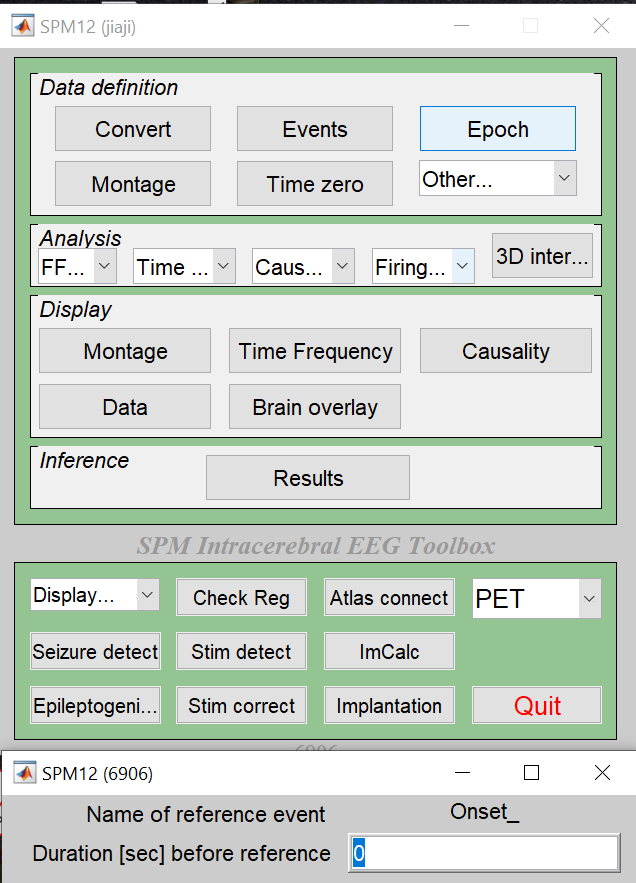 SPM12 (jiaji)
Data definition
Convert Events Epoch
Montage Time zero Other...
Analysis
FF... Time ... Caus... Firing... 3D inter...
Display
Montage Time Frequency Causality
Data Brain overlay
Inference
Results
SPM Intracerebral EEG Toolbox
Display... Check Reg Atlas connect PET
Seizure detect Stim detect ImCalc
Epileptogeni... Stim correct Implantation Quit
SPM12 (6906)
Name of reference event Onset_
Duration [sec] before reference 0